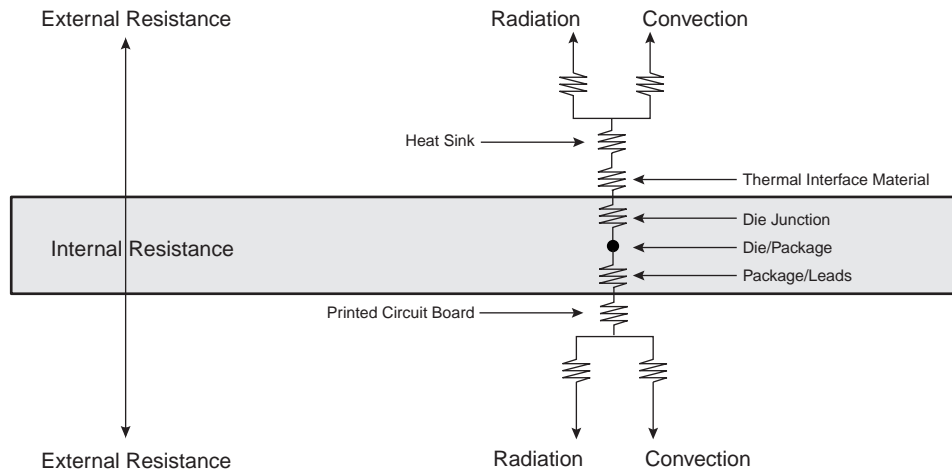 External Resistance
Radiation
Convection
Heat Sink
Thermal Interface Material
Die Junction
Internal Resistance
Die/Package
Package/Leads
Printed Circuit Board
External Resistance
Radiation
Convection